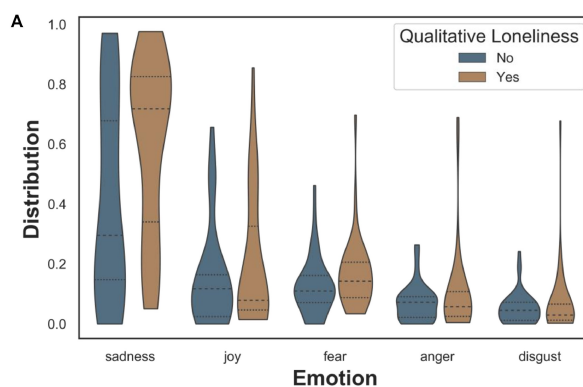 A
Qualitative Loneliness
No
Yes
Distribution
1.0
0.8
0.6
0.4
0.2
0.0
sadness joy fear anger disgust
Emotion